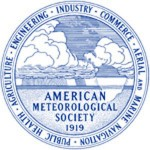 PUBLIC HEALTH · AGRICULTURE · ENGINEERING · INDUSTRY · COMMERCE · AERIAL AND MARINE NAVIGATION ·
AMERICAN
METEOROLOGICAL
SOCIETY
1919